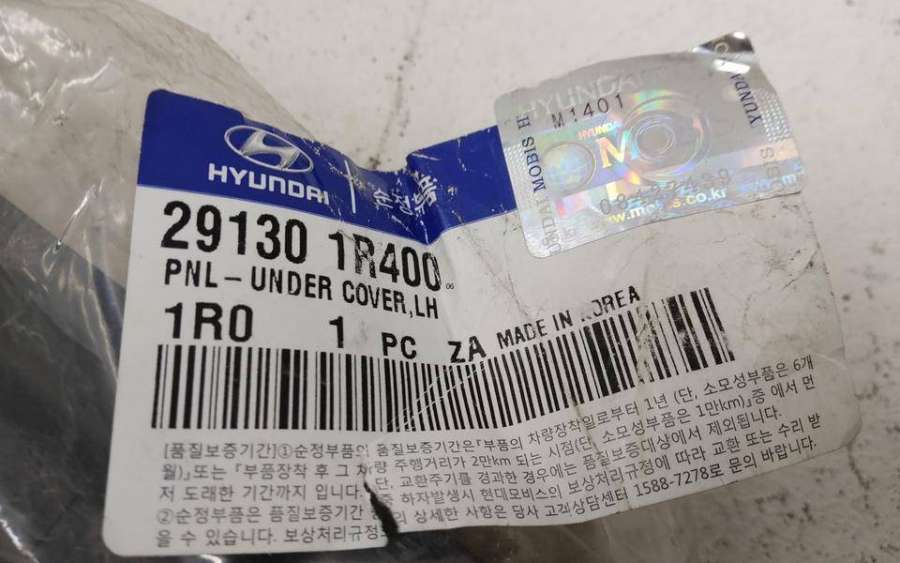 HYUNDAI
M1401
HYUNDAI
HYUNDAI MOBIS H
M
www.mobis.co.kr
HYUNDAI
순정부품
29130 1R400
PNL-UNDER COVER,LH
1R0 1 PC ZA MADE IN KOREA
[품질보증기간]①순정부품의 품질보증기간은『부품의 차량장착일로부터 1년 (단, 소모성부품은 6개
월)』또는 『부품장착 후 그 차량 주행거리가 2만km 되는 시점(단 소모성부품은 1만km)』중 에서 먼
저 도래한 기간까지 입니다. 단, 교환주기를 경과한 경우에는 품질보증대상에서 제외됩니다.
②순정부품은 품질보증기간 중 하자발생시 현대모비스의 보상처리규정에 따라 교환 또는 수리 받
을 수 있습니다. 보상처리규정의 상세한 사항은 당사 고객상담센터 1588-7278로 문의 바랍니다.